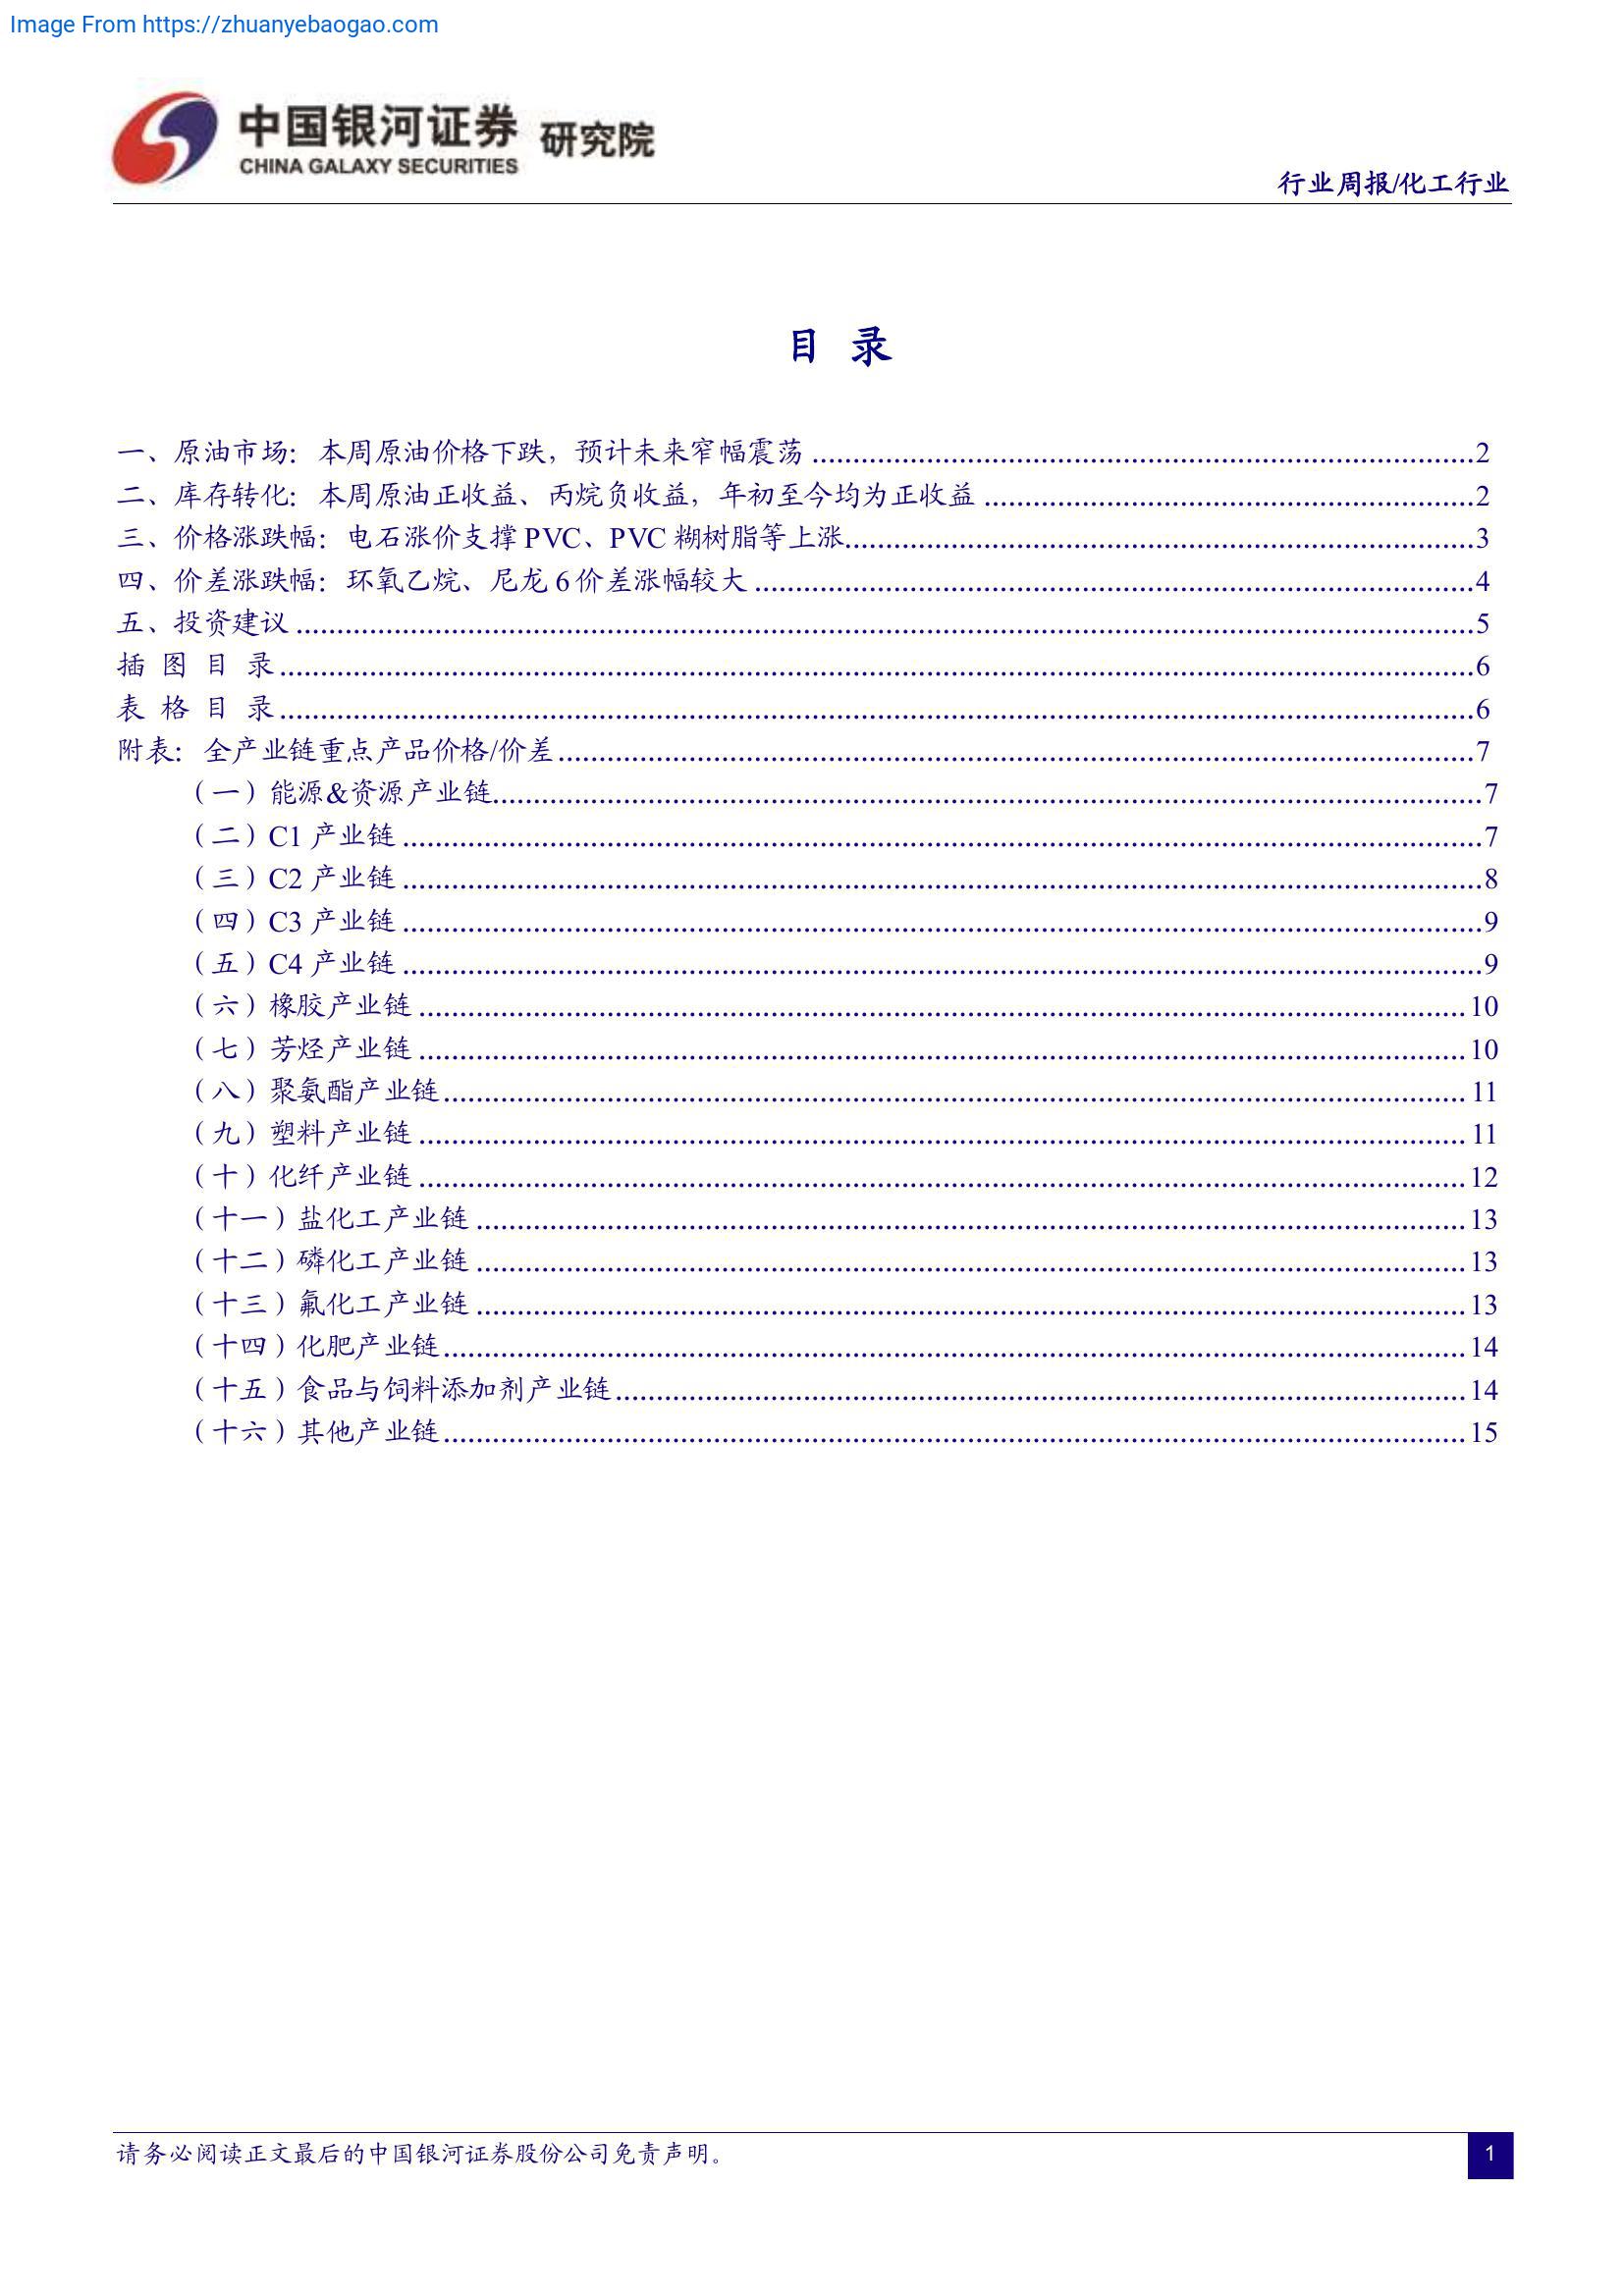 Image From https://zhuanyebaogao.com
中国银河证券 研究院
CHINA GALAXY SECURITIES
行业周报/化工行业
目 录
一、原油市场：本周原油价格下跌，预计未来窄幅震荡 ........................ 2
二、库存转化：本周原油正收益、丙烷负收益，年初至今均为正收益 ........................ 2
三、价格涨跌幅：电石涨价支撑 PVC、PVC 糊树脂等上涨........................ 3
四、价差涨跌幅：环氧乙烷、尼龙 6 价差涨幅较大 ........................ 4
五、投资建议 ........................ 5
插 图 目 录 ........................ 6
表 格 目 录 ........................ 6
附表：全产业链重点产品价格/价差 ........................ 7
（一）能源&资源产业链........................ 7
（二）C1 产业链 ........................ 7
（三）C2 产业链 ........................ 8
（四）C3 产业链 ........................ 9
（五）C4 产业链 ........................ 9
（六）橡胶产业链 ........................ 10
（七）芳烃产业链 ........................ 10
（八）聚氨酯产业链 ........................ 11
（九）塑料产业链 ........................ 11
（十）化纤产业链 ........................ 12
（十一）盐化工产业链 ........................ 13
（十二）磷化工产业链 ........................ 13
（十三）氟化工产业链 ........................ 13
（十四）化肥产业链 ........................ 14
（十五）食品与饲料添加剂产业链 ........................ 14
（十六）其他产业链 ........................ 15
请务必阅读正文最后的中国银河证券股份公司免责声明。
1